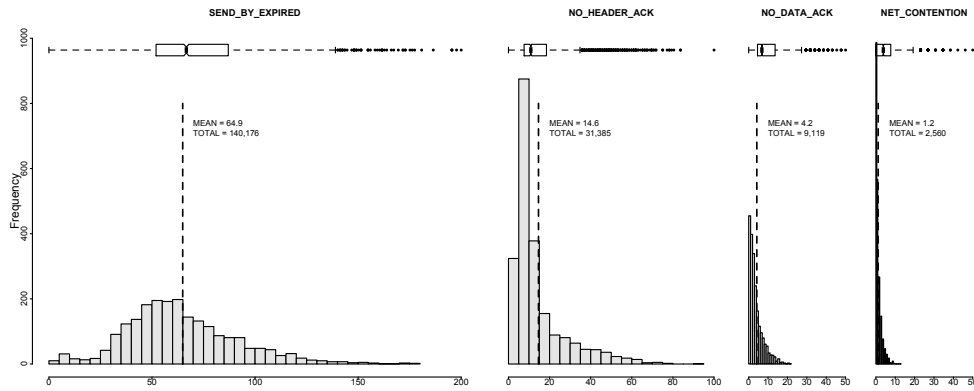 SEND_BY_EXPIRED NO_HEADER_ACK NO_DATA_ACK NET_CONTENTION
Frequency
0 200 400 600 800 1000
MEAN = 64.9
TOTAL = 140,176
MEAN = 14.6
TOTAL = 31,385
MEAN = 4.2
TOTAL = 9,119
MEAN = 1.2
TOTAL = 2,560
0 50 100 150 200
0 20 40 60 80 100
0 10 20 30 40 50
0 10 20 30 40 50